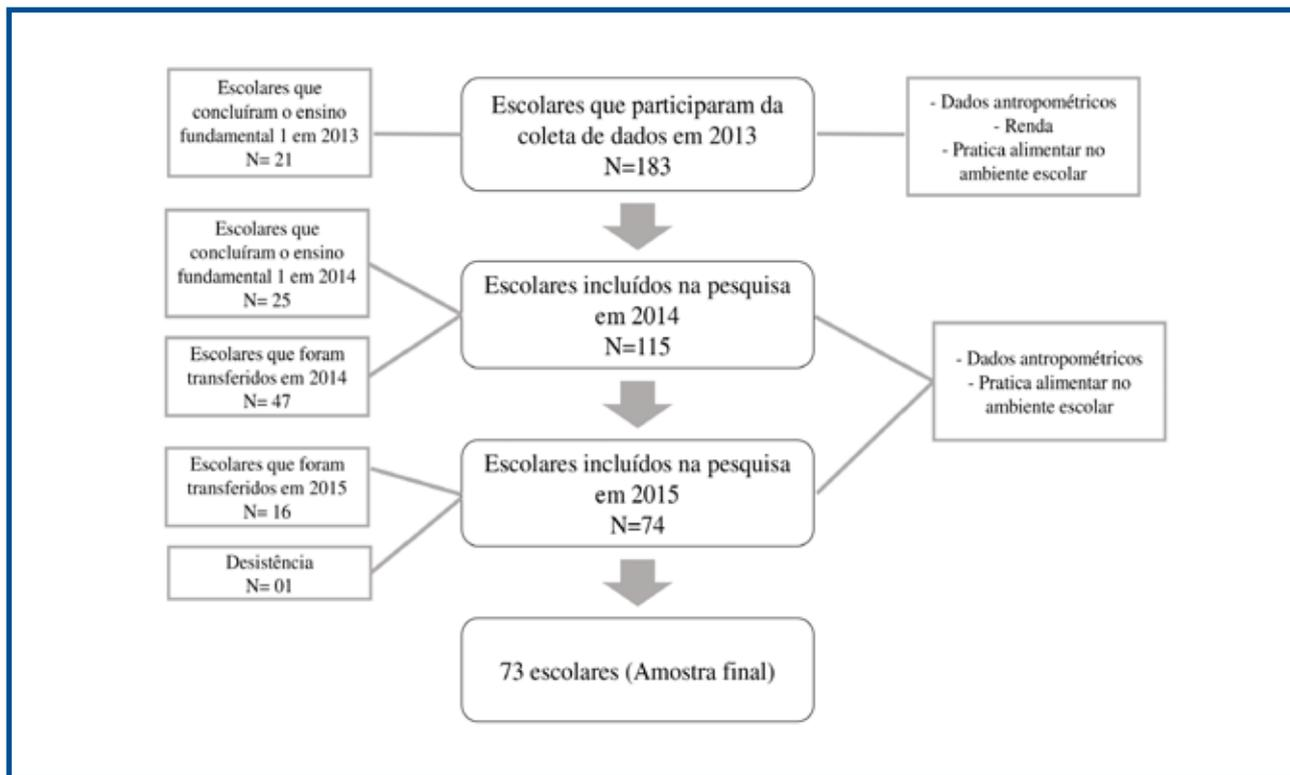 Escolares que
concluíram o ensino
fundamental 1 em 2013
N= 21
Escolares que participaram da
coleta de dados em 2013
N=183
- Dados antropométricos
- Renda
- Pratica alimentar no
ambiente escolar
Escolares que
concluíram o ensino
fundamental 1 em 2014
N= 25
Escolares que foram
transferidos em 2014
N= 47
Escolares incluídos na pesquisa
em 2014
N=115
- Dados antropométricos
- Pratica alimentar no
ambiente escolar
Escolares que foram
transferidos em 2015
N= 16
Desistência
N= 01
Escolares incluídos na pesquisa
em 2015
N=74
73 escolares (Amostra final)